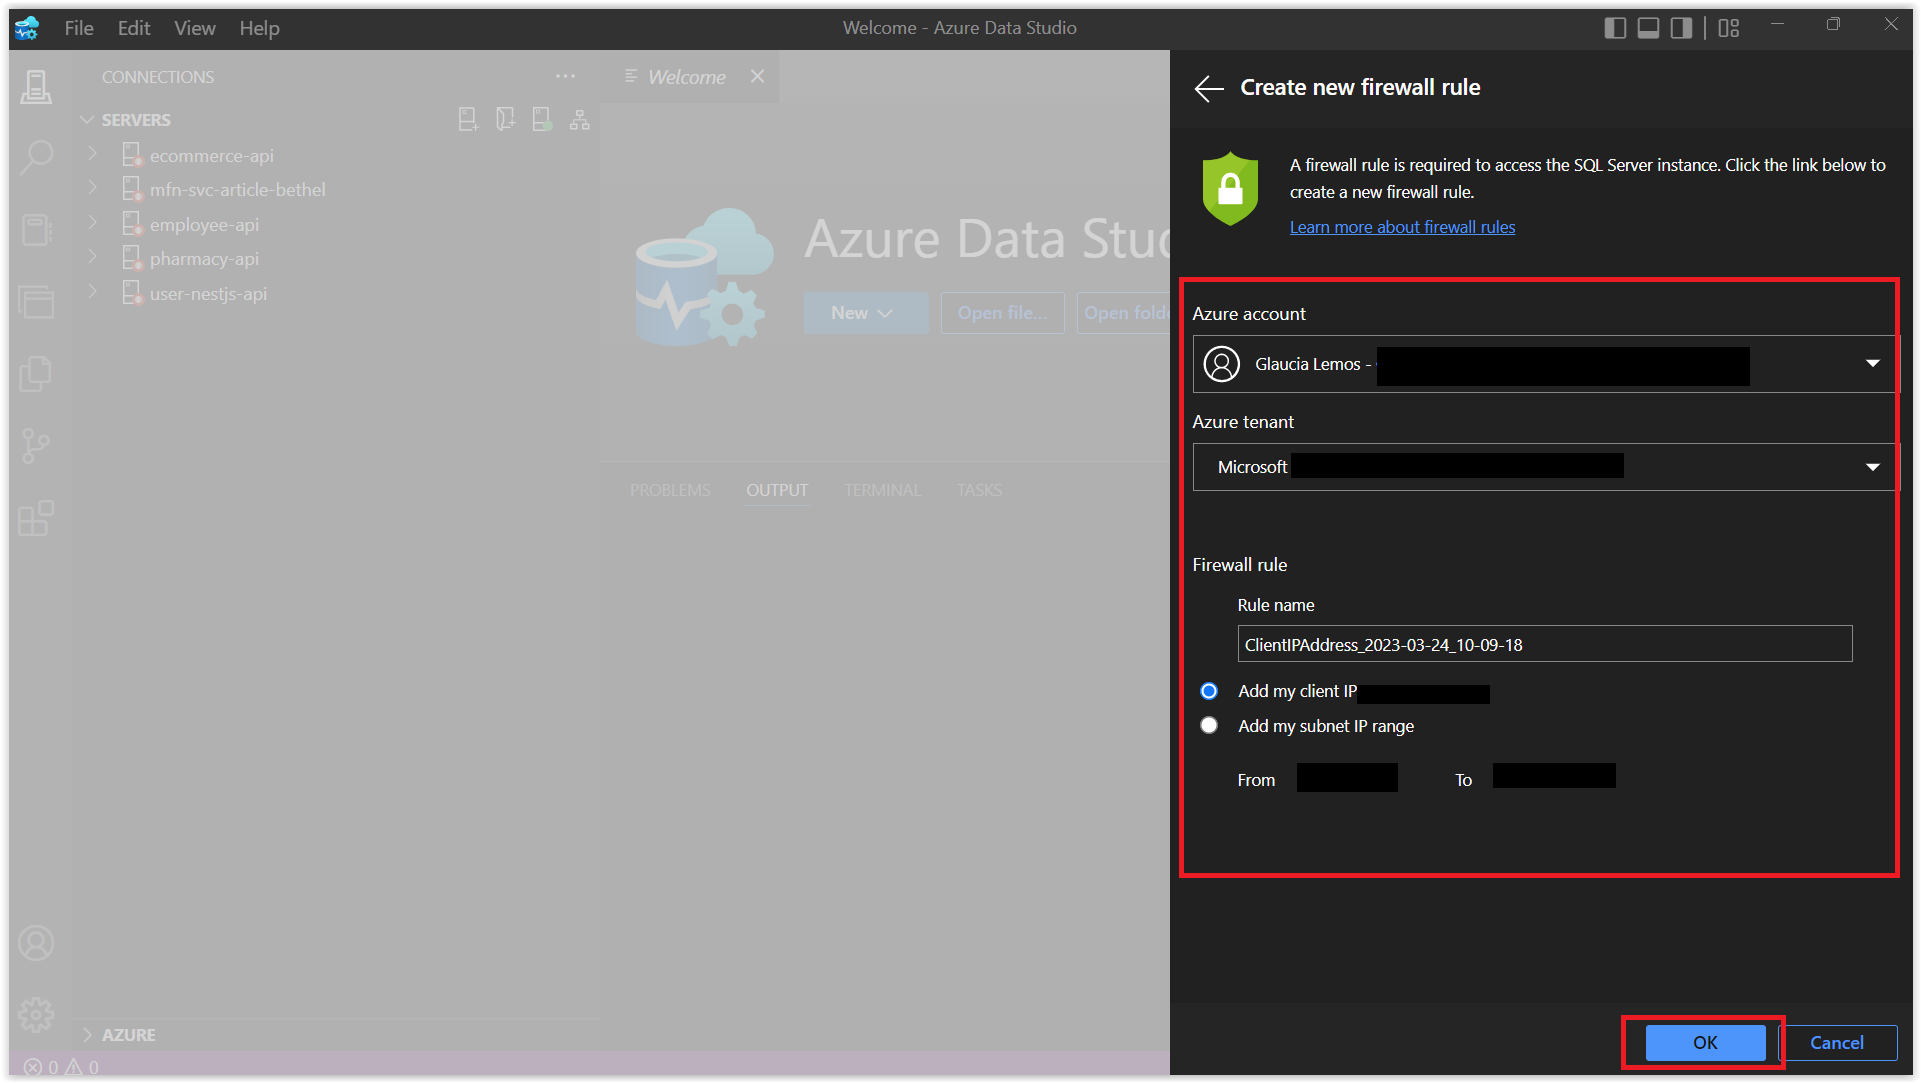 File Edit View Help
Welcome - Azure Data Studio
CONNECTIONS
SERVERS
ecommerce-api
mfn-svc-article-bethel
employee-api
pharmacy-api
user-nestjs-api
AZURE
0 0
Welcome
Azure Data Stud
New
Open file...
Open folde
PROBLEMS OUTPUT TERMINAL TASKS
Create new firewall rule
A firewall rule is required to access the SQL Server instance. Click the link below to
create a new firewall rule.
Learn more about firewall rules
Azure account
Glaucia Lemos -
Azure tenant
Microsoft
Firewall rule
Rule name
ClientIPAddress_2023-03-24_10-09-18
Add my client IP
Add my subnet IP range
From To
OK Cancel